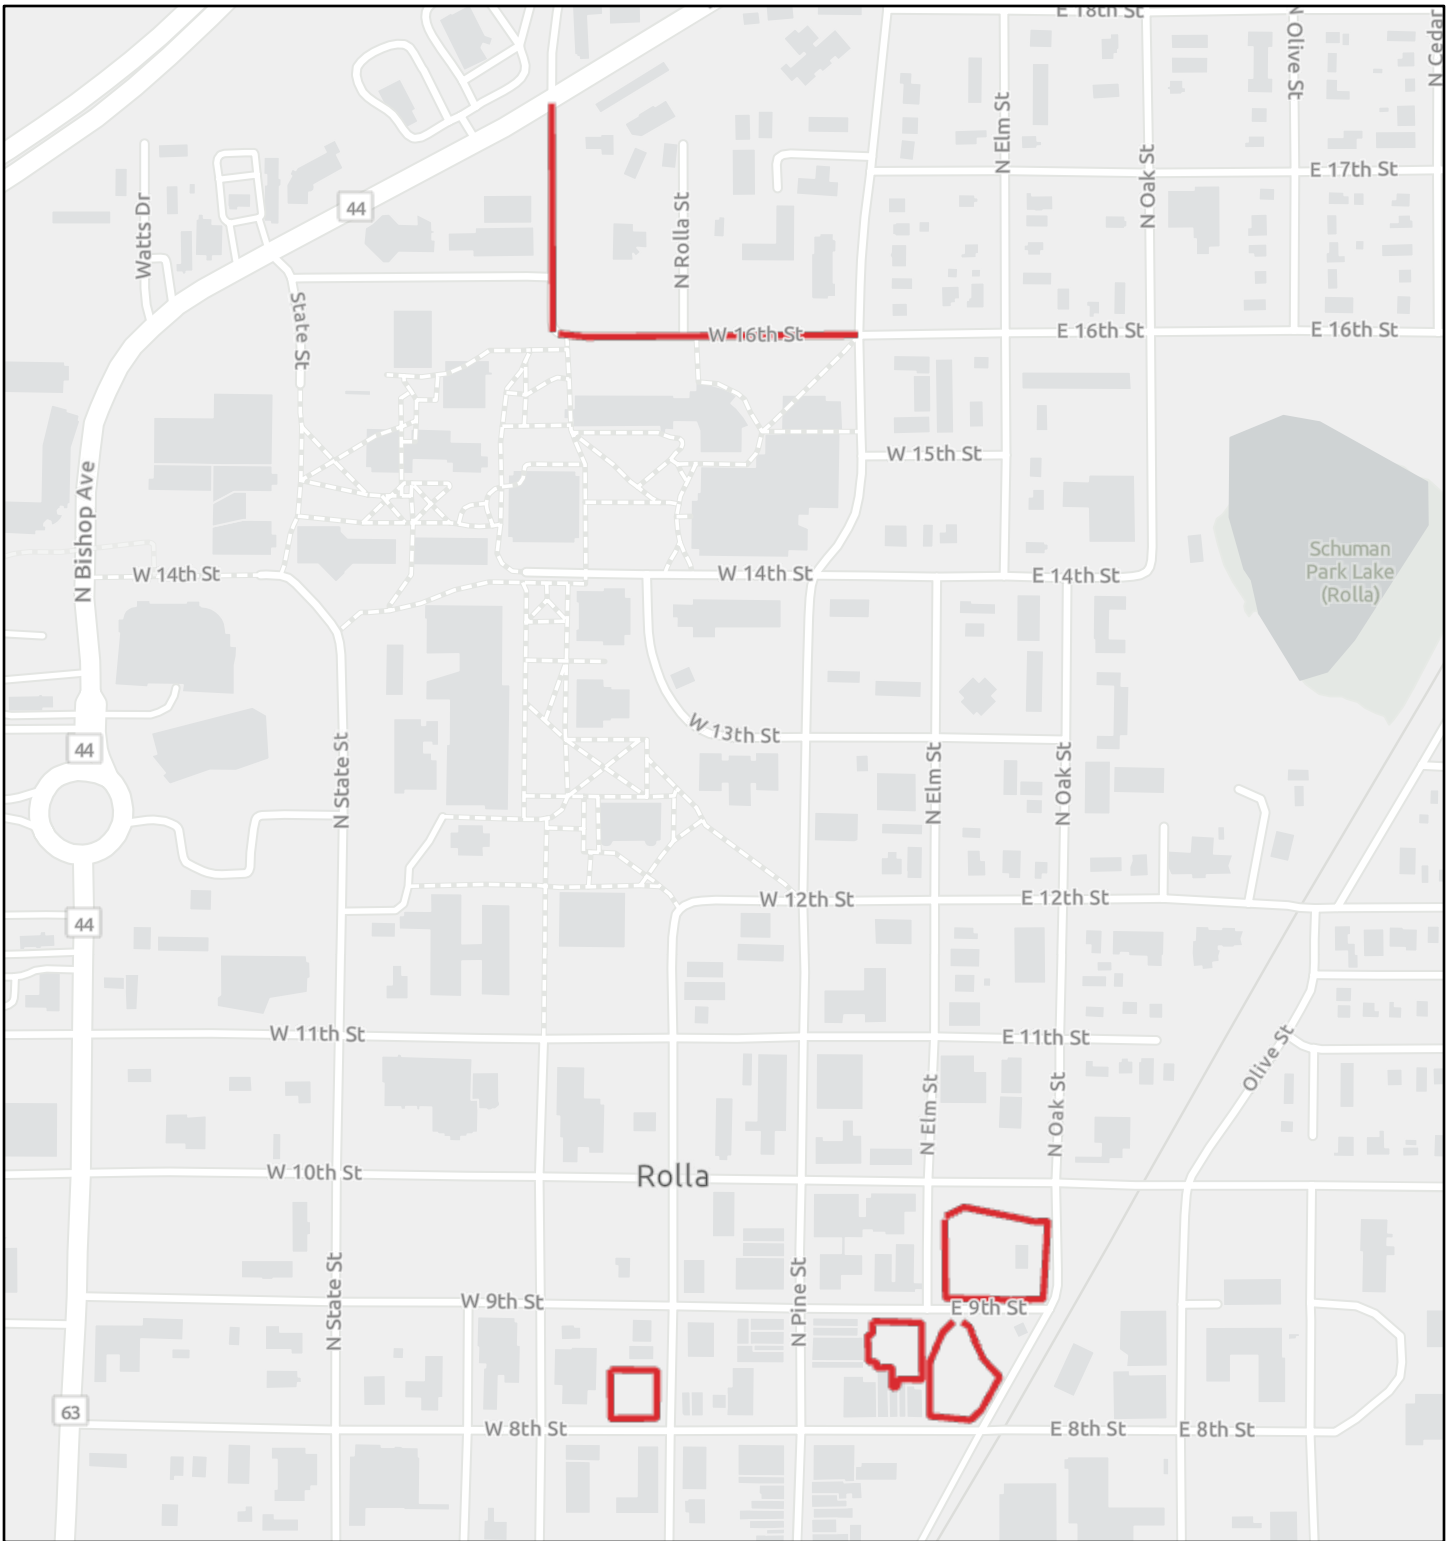 E 18th St
N Olive St
N Cedar
N Elm St
N Oak St
E 17th St
44
Watts Dr
N Rolla St
State St
W 16th St
E 16th St
E 16th St
W 15th St
N Bishop Ave
W 14th St
W 14th St
E 14th St
Schuman
Park Lake
(Rolla)
W 13th St
44
N State St
N Elm St
N Oak St
W 12th St
E 12th St
44
W 11th St
E 11th St
Olive St
N Elm St
N Oak St
W 10th St
Rolla
N State St
N Pine St
W 9th St
E 9th St
63
W 8th St
E 8th St
E 8th St